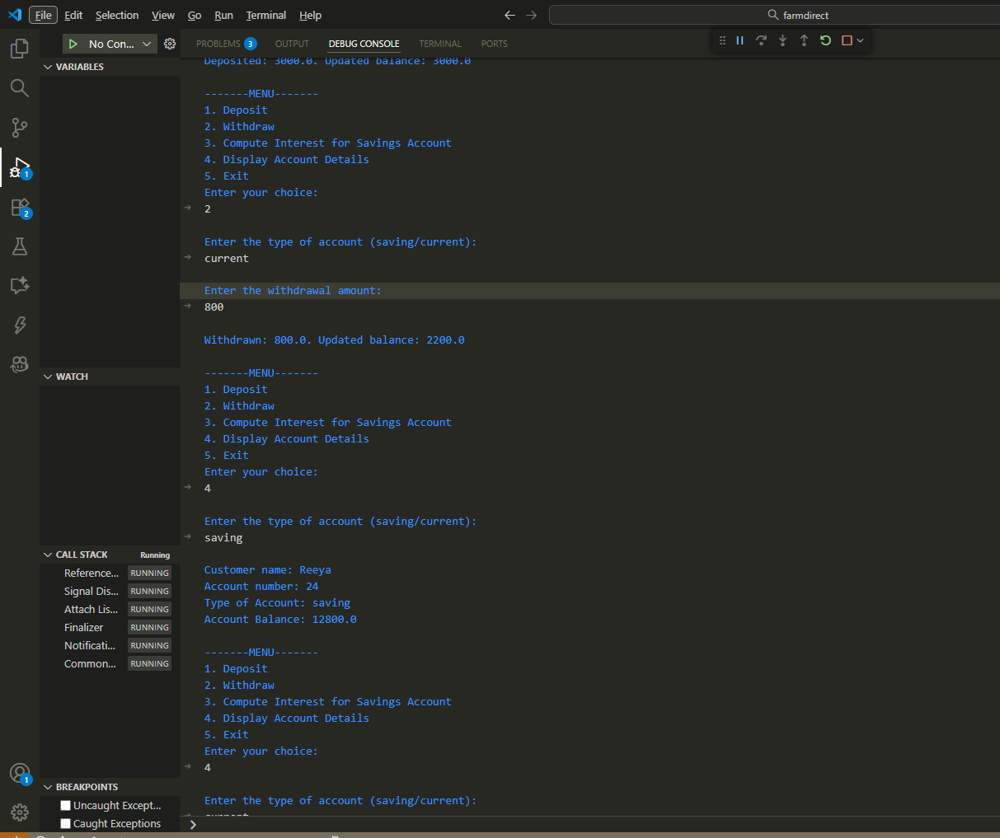 File Edit Selection View Go Run Terminal Help
farmdirect
No Con...
PROBLEMS 3 OUTPUT DEBUG CONSOLE TERMINAL PORTS
VARIABLES
WATCH
CALL STACK Running
Reference... RUNNING
Signal Dis... RUNNING
Attach Lis... RUNNING
Finalizer RUNNING
Notificati... RUNNING
Common... RUNNING
BREAKPOINTS
Uncaught Except...
Caught Exceptions
1
2
1
Deposited: 3000.0. Updated balance: 3000.0
-------MENU-------
1. Deposit
2. Withdraw
3. Compute Interest for Savings Account
4. Display Account Details
5. Exit
Enter your choice:
2
Enter the type of account (saving/current):
current
Enter the withdrawal amount:
800
Withdrawn: 800.0. Updated balance: 2200.0
-------MENU-------
1. Deposit
2. Withdraw
3. Compute Interest for Savings Account
4. Display Account Details
5. Exit
Enter your choice:
4
Enter the type of account (saving/current):
saving
Customer name: Reeya
Account number: 24
Type of Account: saving
Account Balance: 12800.0
-------MENU-------
1. Deposit
2. Withdraw
3. Compute Interest for Savings Account
4. Display Account Details
5. Exit
Enter your choice:
4
Enter the type of account (saving/current):
current